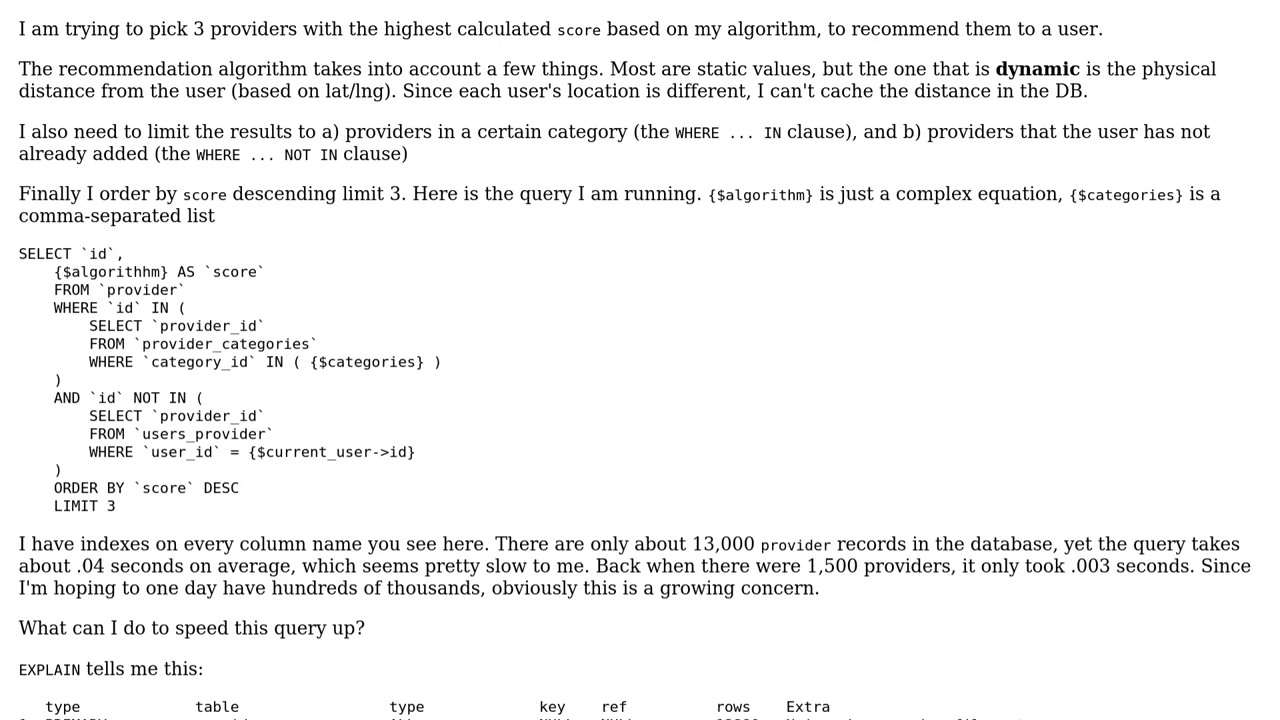 I am trying to pick 3 providers with the highest calculated score based on my algorithm, to recommend them to a user.
The recommendation algorithm takes into account a few things. Most are static values, but the one that is dynamic is the physical
distance from the user (based on lat/lng). Since each user's location is different, I can't cache the distance in the DB.
I also need to limit the results to a) providers in a certain category (the WHERE ... IN clause), and b) providers that the user has not
already added (the WHERE ... NOT IN clause)
Finally I order by score descending limit 3. Here is the query I am running. {$algorithm} is just a complex equation, {$categories} is a
comma-separated list
SELECT `id`,
    {$algorithhm} AS `score`
    FROM `provider`
    WHERE `id` IN (
        SELECT `provider_id`
        FROM `provider_categories`
        WHERE `category_id` IN ( {$categories} )
    )
    AND `id` NOT IN (
        SELECT `provider_id`
        FROM `users_provider`
        WHERE `user_id` = {$current_user->id}
    )
    ORDER BY `score` DESC
    LIMIT 3
I have indexes on every column name you see here. There are only about 13,000 provider records in the database, yet the query takes
about .04 seconds on average, which seems pretty slow to me. Back when there were 1,500 providers, it only took .003 seconds. Since
I'm hoping to one day have hundreds of thousands, obviously this is a growing concern.
What can I do to speed this query up?
EXPLAIN tells me this:
type table type key ref rows Extra